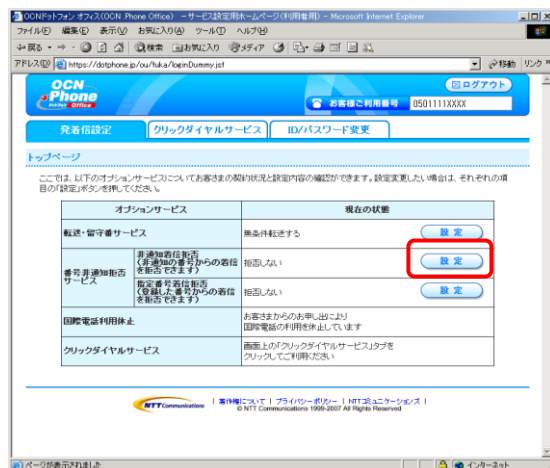 OCNドットフォン オフィス(OCN .Phone Office) －サービス設定用ホームページ(利用者用) - Microsoft Internet Explorer
ファイル(F) 編集(E) 表示(V) お気に入り(A) ツール(T) ヘルプ(H)
戻る 検索 お気に入り メディア
アドレス(D) https://dotphone.jp/ou/fuka/loginDummy.jsf 移動 リンク »
OCN
.Phone
Office
ログアウト
お客様ご利用番号 0501111XXXX
発着信設定 クリックダイヤルサービス ID/パスワード変更
トップページ
ここでは、以下のオプションサービスについてお客さまの契約状況と設定内容の確認ができます。設定変更したい場合は、それぞれの項
目の「設定」ボタンを押してください。
オプションサービス 現在の状態
転送・留守番サービス 無条件転送する 設定
番号非通知拒否
サービス
非通知着信拒否
(非通知の番号からの着信
を拒否できます)
拒否しない 設定
指定番号着信拒否
(登録した番号からの着信
を拒否できます)
拒否しない 設定
国際電話利用休止 お客さまからのお申し出により
国際電話の利用を休止しています
クリックダイヤルサービス 画面上の「クリックダイヤルサービス」タブを
クリックしてご利用ください
NTT Communications | 著作権について | プライバシーポリシー | NTTコミュニケーションズ |
© NTT Communications 1999-2007 All Rights Reserved
ページが表示されました インターネット